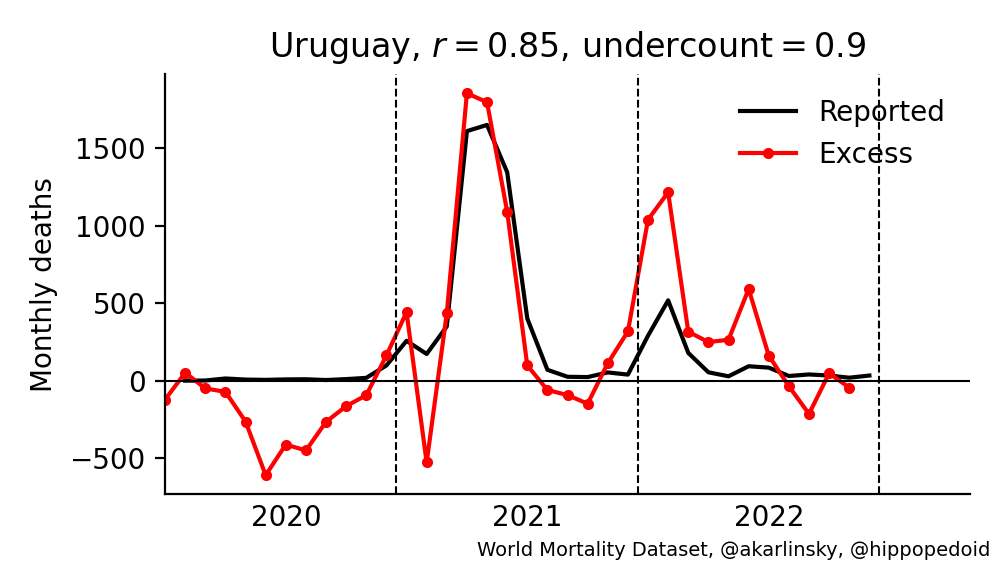 Uruguay, r = 0.85, undercount = 0.9
Reported
Excess
Monthly deaths
1500
1000
500
0
−500
2020 2021 2022
World Mortality Dataset, @akarlinsky, @hippopedoid